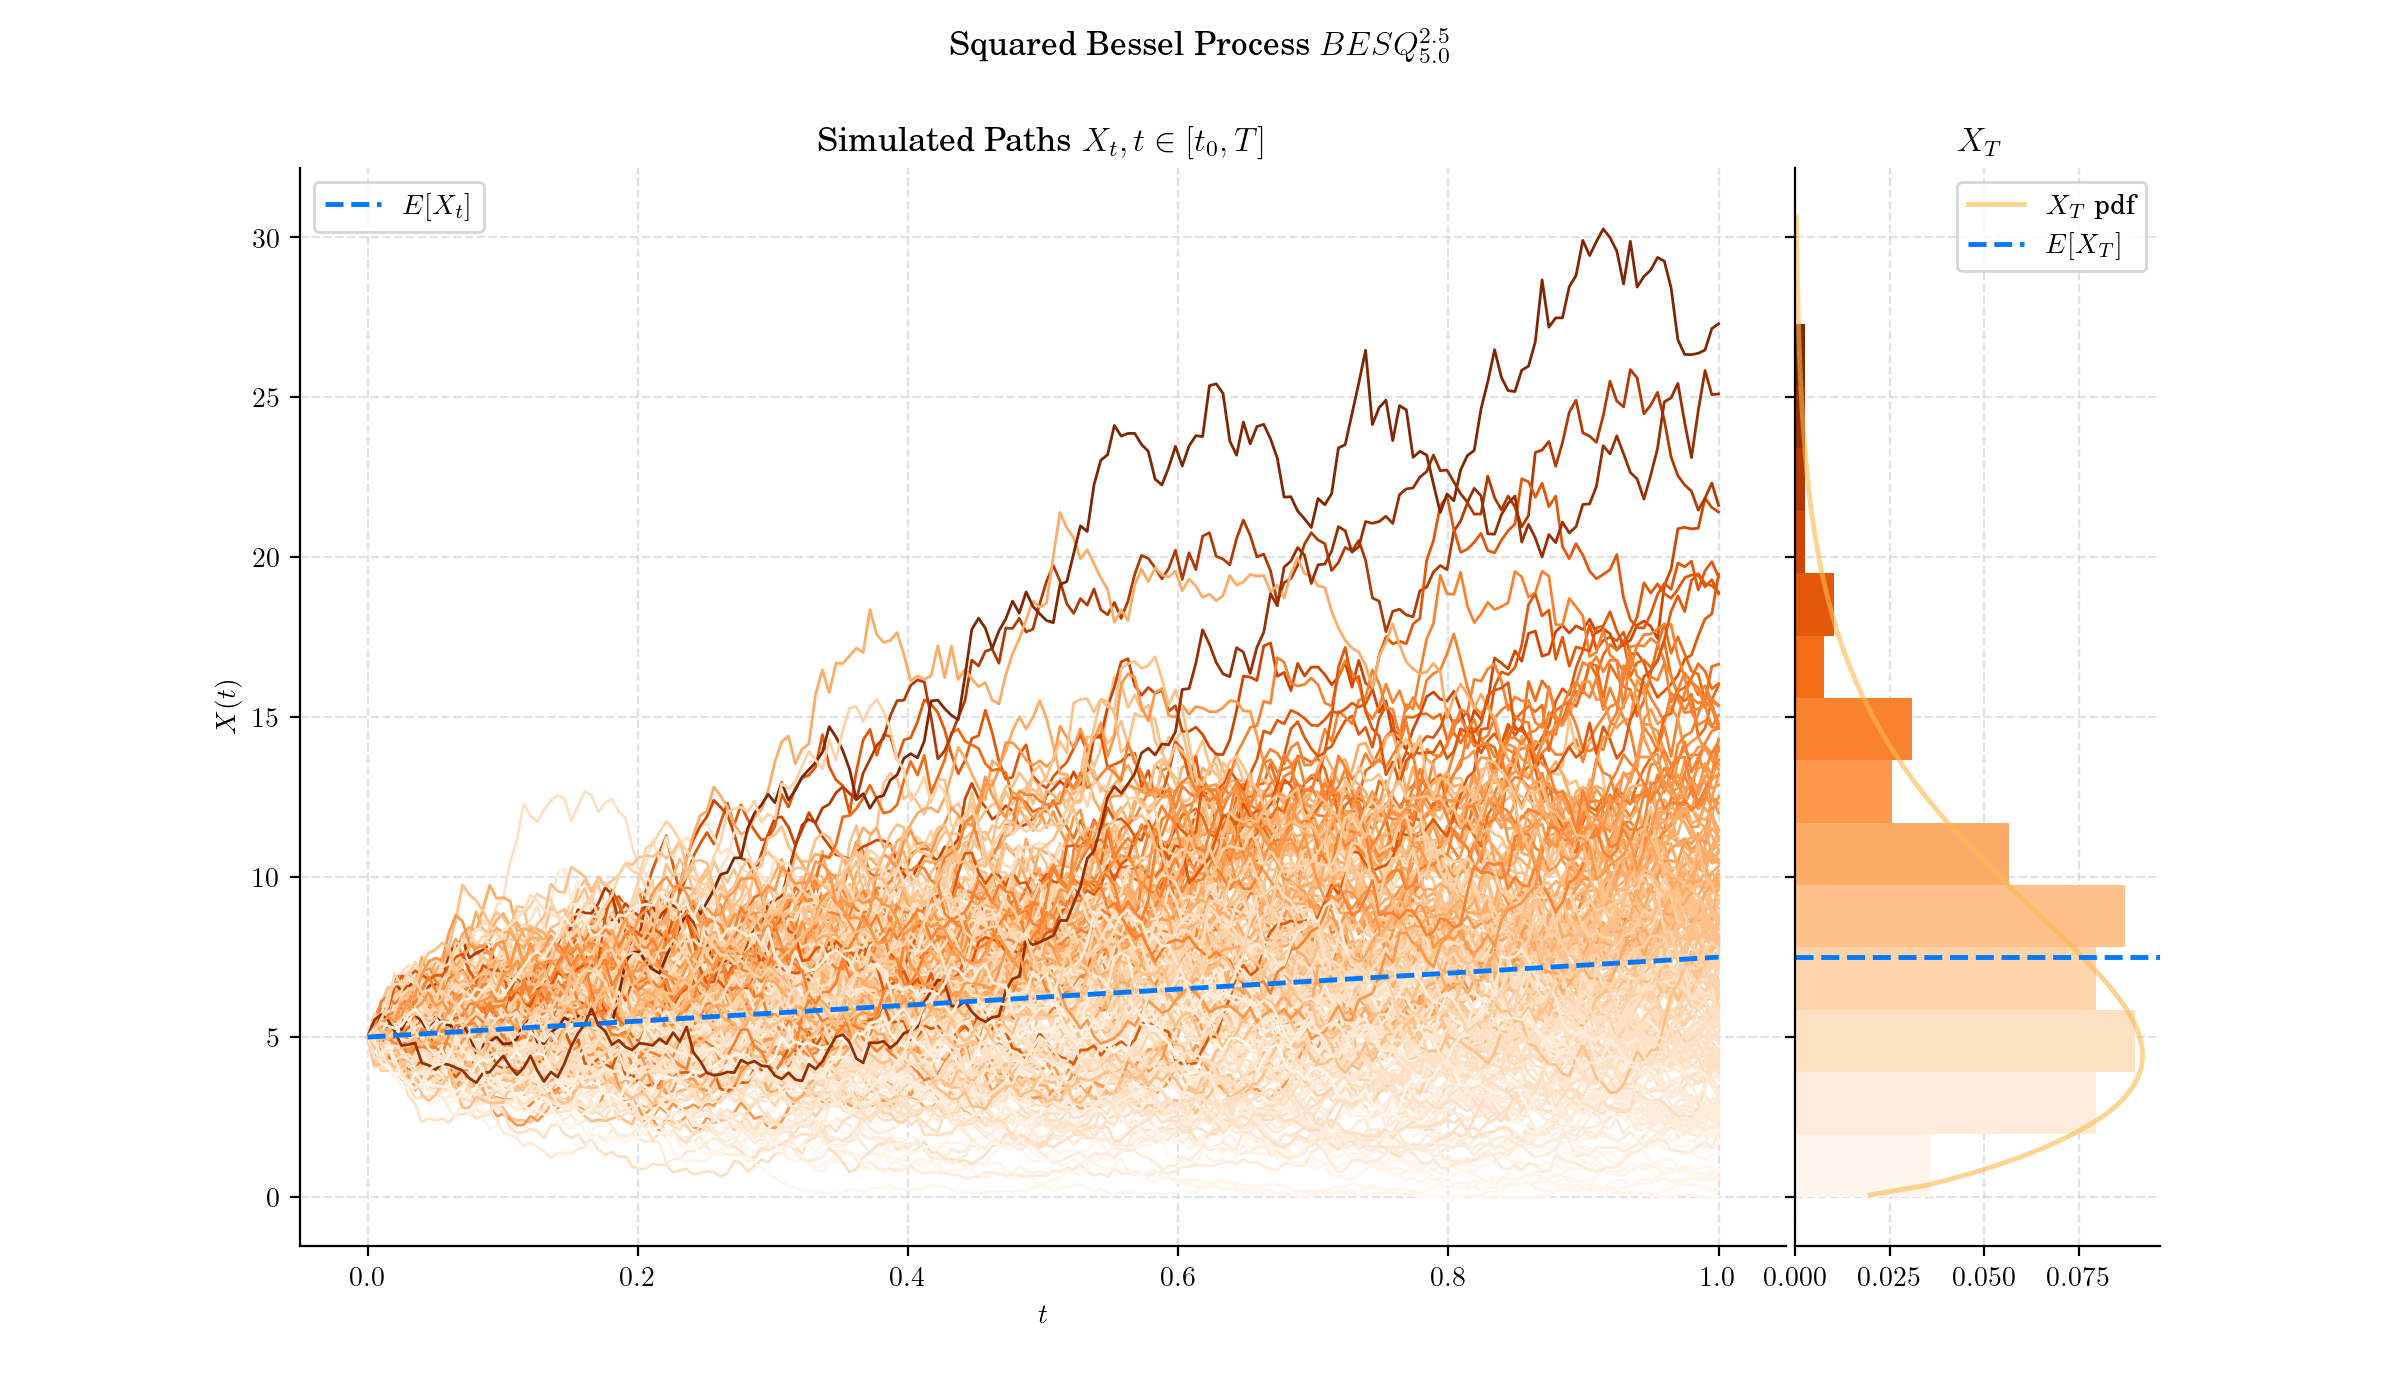 Squared Bessel Process $BESQ_{5.0}^{2.5}$
Simulated Paths $X_t, t \in [t_0, T]$
$X_T$
$E[X_t]$
$X_T$ pdf
$E[X_T]$
30
25
20
15
10
5
0
$X(t)$
0.0 0.2 0.4 0.6 0.8 1.0
0.000 0.025 0.050 0.075
$t$